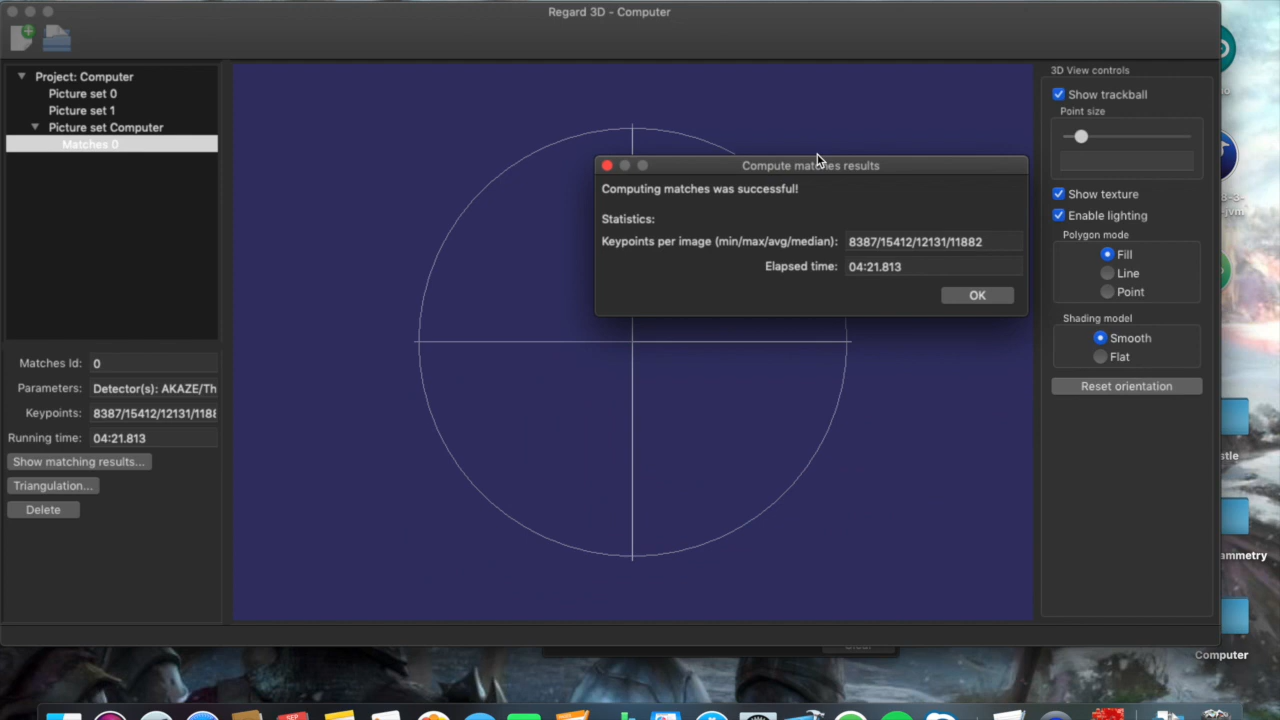 Regard 3D - Computer
Project: Computer
Picture set 0
Picture set 1
Picture set Computer
Matches 0
Matches Id: 0
Parameters: Detector(s): AKAZE/Th
Keypoints: 8387/15412/12131/1188
Running time: 04:21.813
Show matching results...
Triangulation...
Delete
Compute matches results
Computing matches was successful!
Statistics:
Keypoints per image (min/max/avg/median): 8387/15412/12131/11882
Elapsed time: 04:21.813
OK
3D View controls
Show trackball
Point size
Show texture
Enable lighting
Polygon mode
Fill
Line
Point
Shading model
Smooth
Flat
Reset orientation
stle
ammetry
Computer
SEP